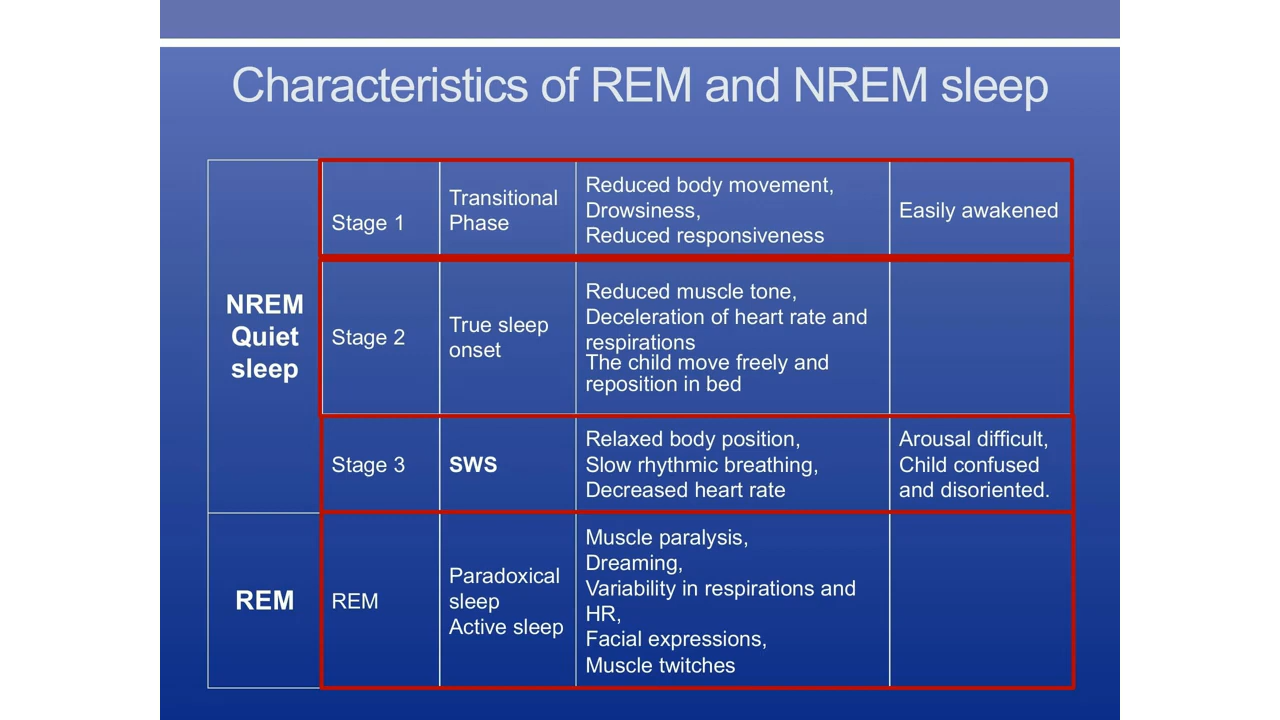 Characteristics of REM and NREM sleep
NREM
Quiet
sleep
Stage 1
Transitional
Phase
Reduced body movement,
Drowsiness,
Reduced responsiveness
Easily awakened
Stage 2
True sleep
onset
Reduced muscle tone,
Deceleration of heart rate and
respirations
The child move freely and
reposition in bed
Stage 3
SWS
Relaxed body position,
Slow rhythmic breathing,
Decreased heart rate
Arousal difficult,
Child confused
and disoriented.
REM
REM
Paradoxical
sleep
Active sleep
Muscle paralysis,
Dreaming,
Variability in respirations and
HR,
Facial expressions,
Muscle twitches